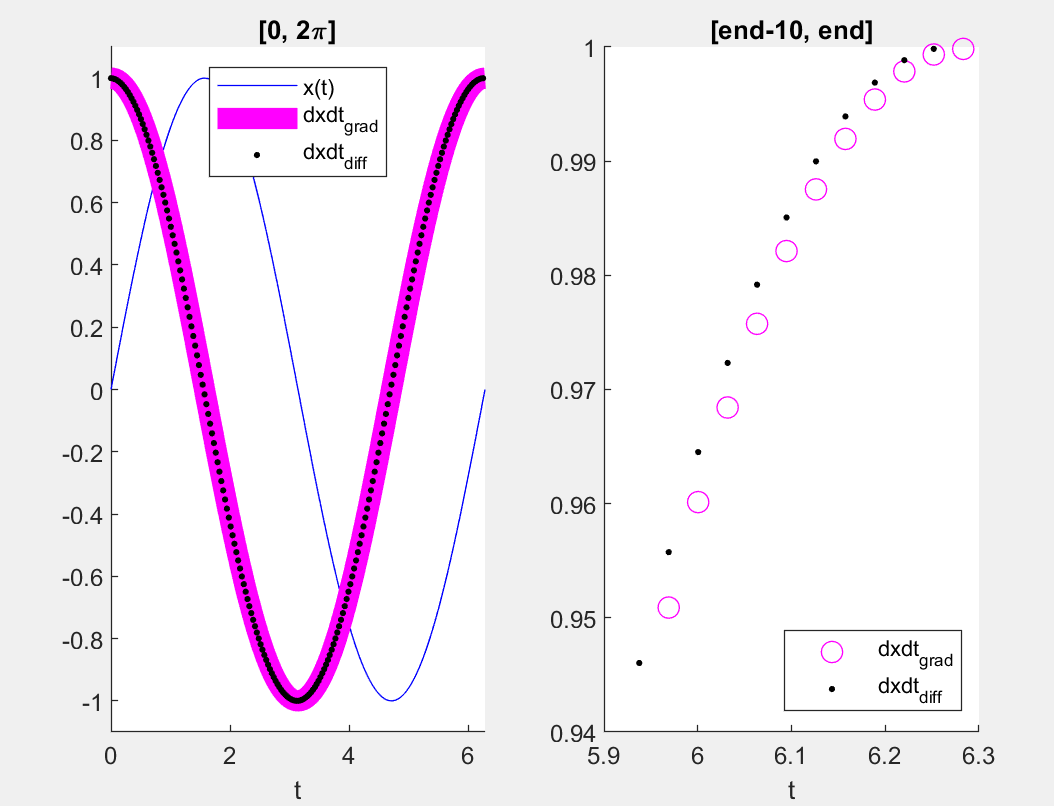 [0, 2π]
1
0.8
0.6
0.4
0.2
0
-0.2
-0.4
-0.6
-0.8
-1
0 2 4 6
t
x(t)
dxdt_grad
dxdt_diff
[end-10, end]
1
0.99
0.98
0.97
0.96
0.95
0.94
5.9 6 6.1 6.2 6.3
t
dxdt_grad
dxdt_diff